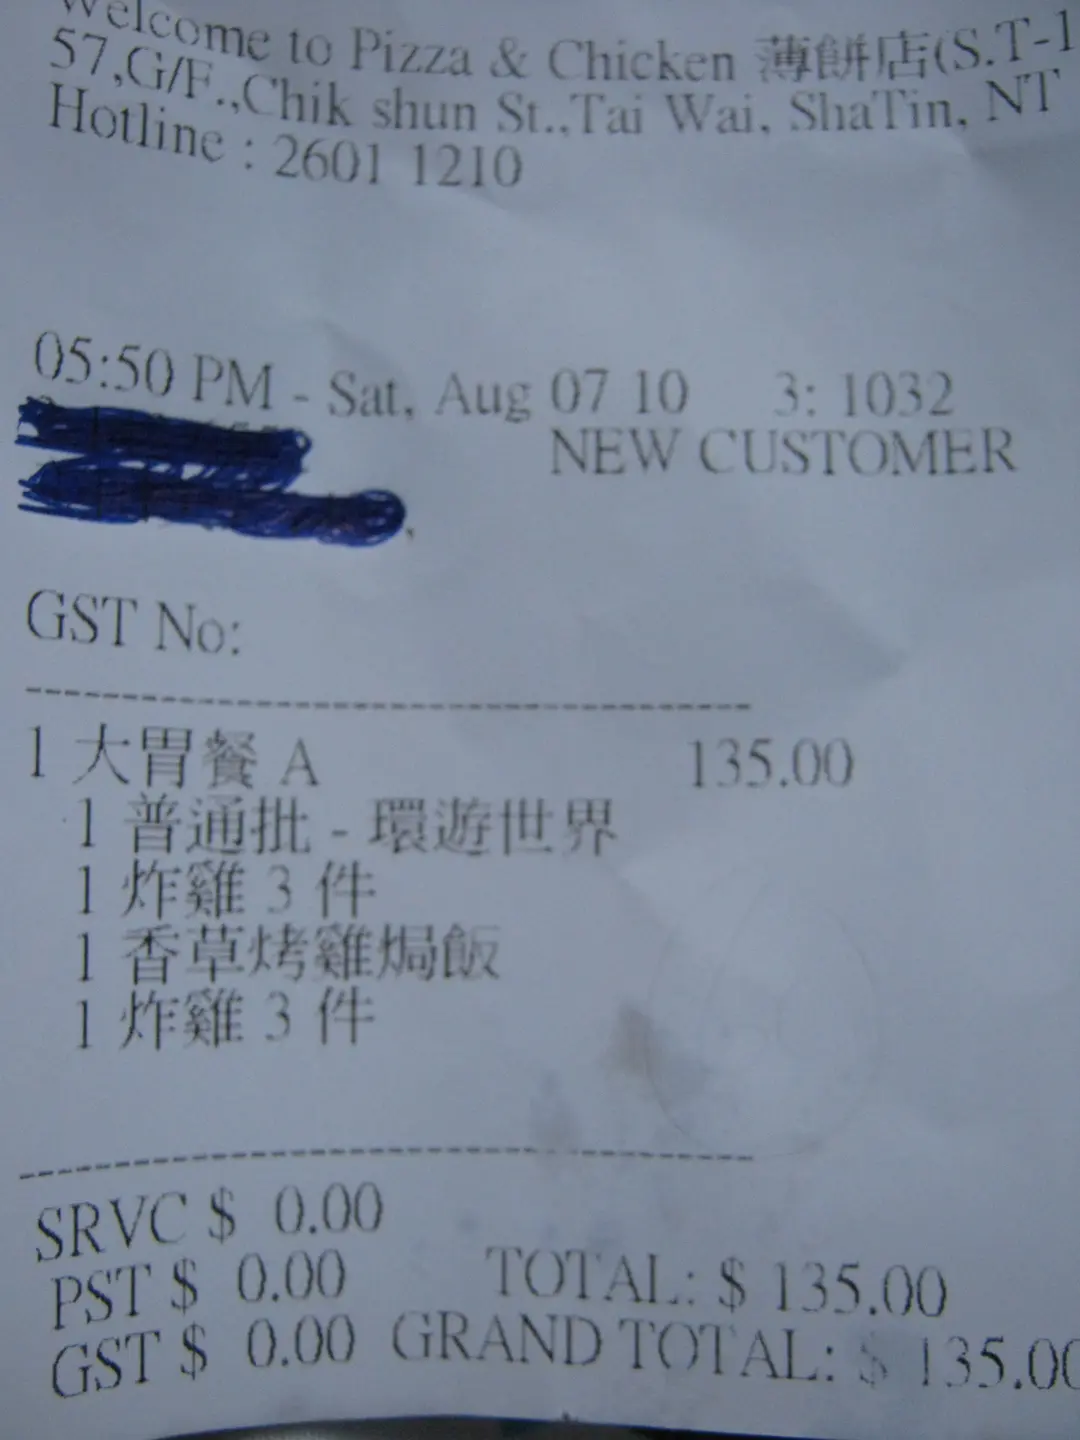 Welcome to Pizza & Chicken 薄餅店(S.T-1
57,G/F.,Chik shun St.,Tai Wai, ShaTin, NT
Hotline : 2601 1210
05:50 PM - Sat, Aug 07 10 3: 1032
NEW CUSTOMER
GST No:
1 大胃餐 A 135.00
1 普通批 - 環遊世界
1 炸雞 3 件
1 香草烤雞焗飯
1 炸雞 3 件
SRVC $ 0.00
PST $ 0.00 TOTAL: $ 135.00
GST $ 0.00 GRAND TOTAL: $ 135.00